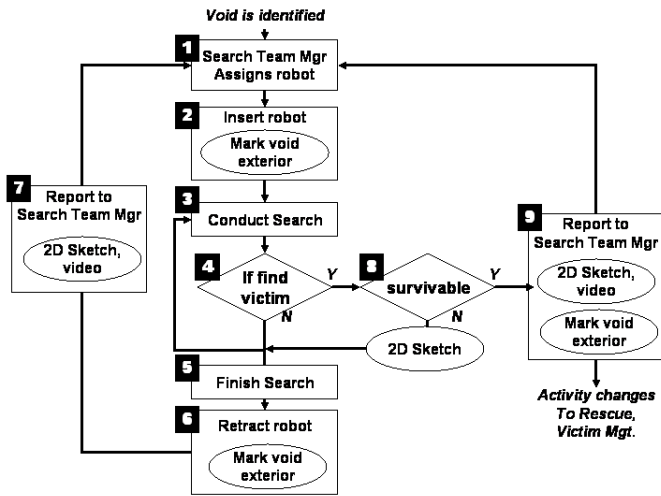 Void is identified
1
Search Team Mgr
Assigns robot
2
Insert robot
Mark void
exterior
3
Conduct Search
4
If find
victim
Y
N
8
survivable
Y
N
2D Sketch
5
Finish Search
6
Retract robot
Mark void
exterior
7
Report to
Search Team Mgr
2D Sketch,
video
9
Report to
Search Team Mgr
2D Sketch,
video
Mark void
exterior
Activity changes
To Rescue,
Victim Mgt.